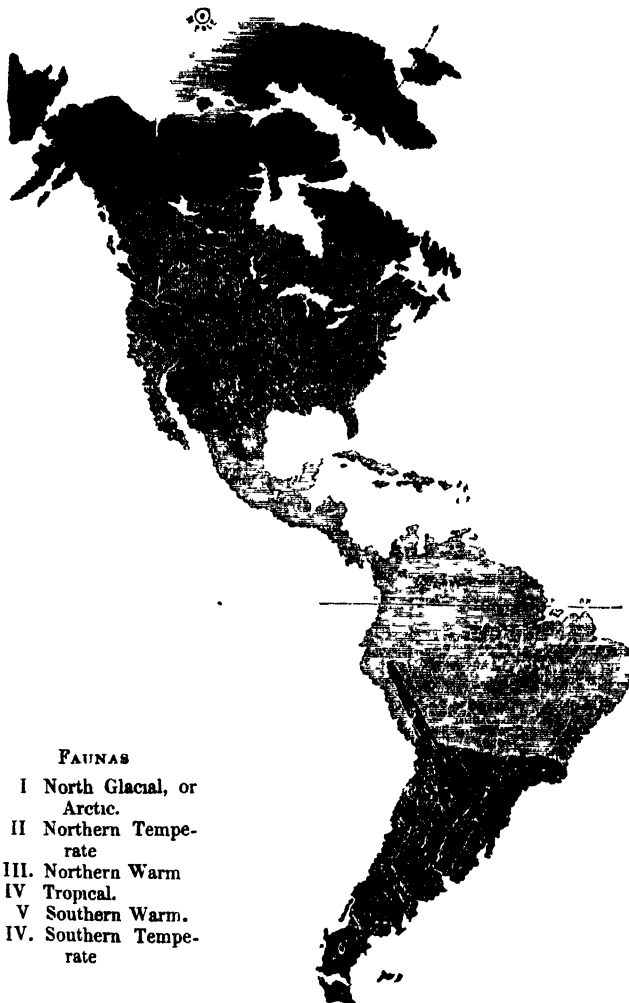 N POLE
FAUNAS
I North Glacial, or
Arctic.
II Northern Tempe-
rate
III. Northern Warm
IV Tropical.
V Southern Warm.
IV. Southern Tempe-
rate